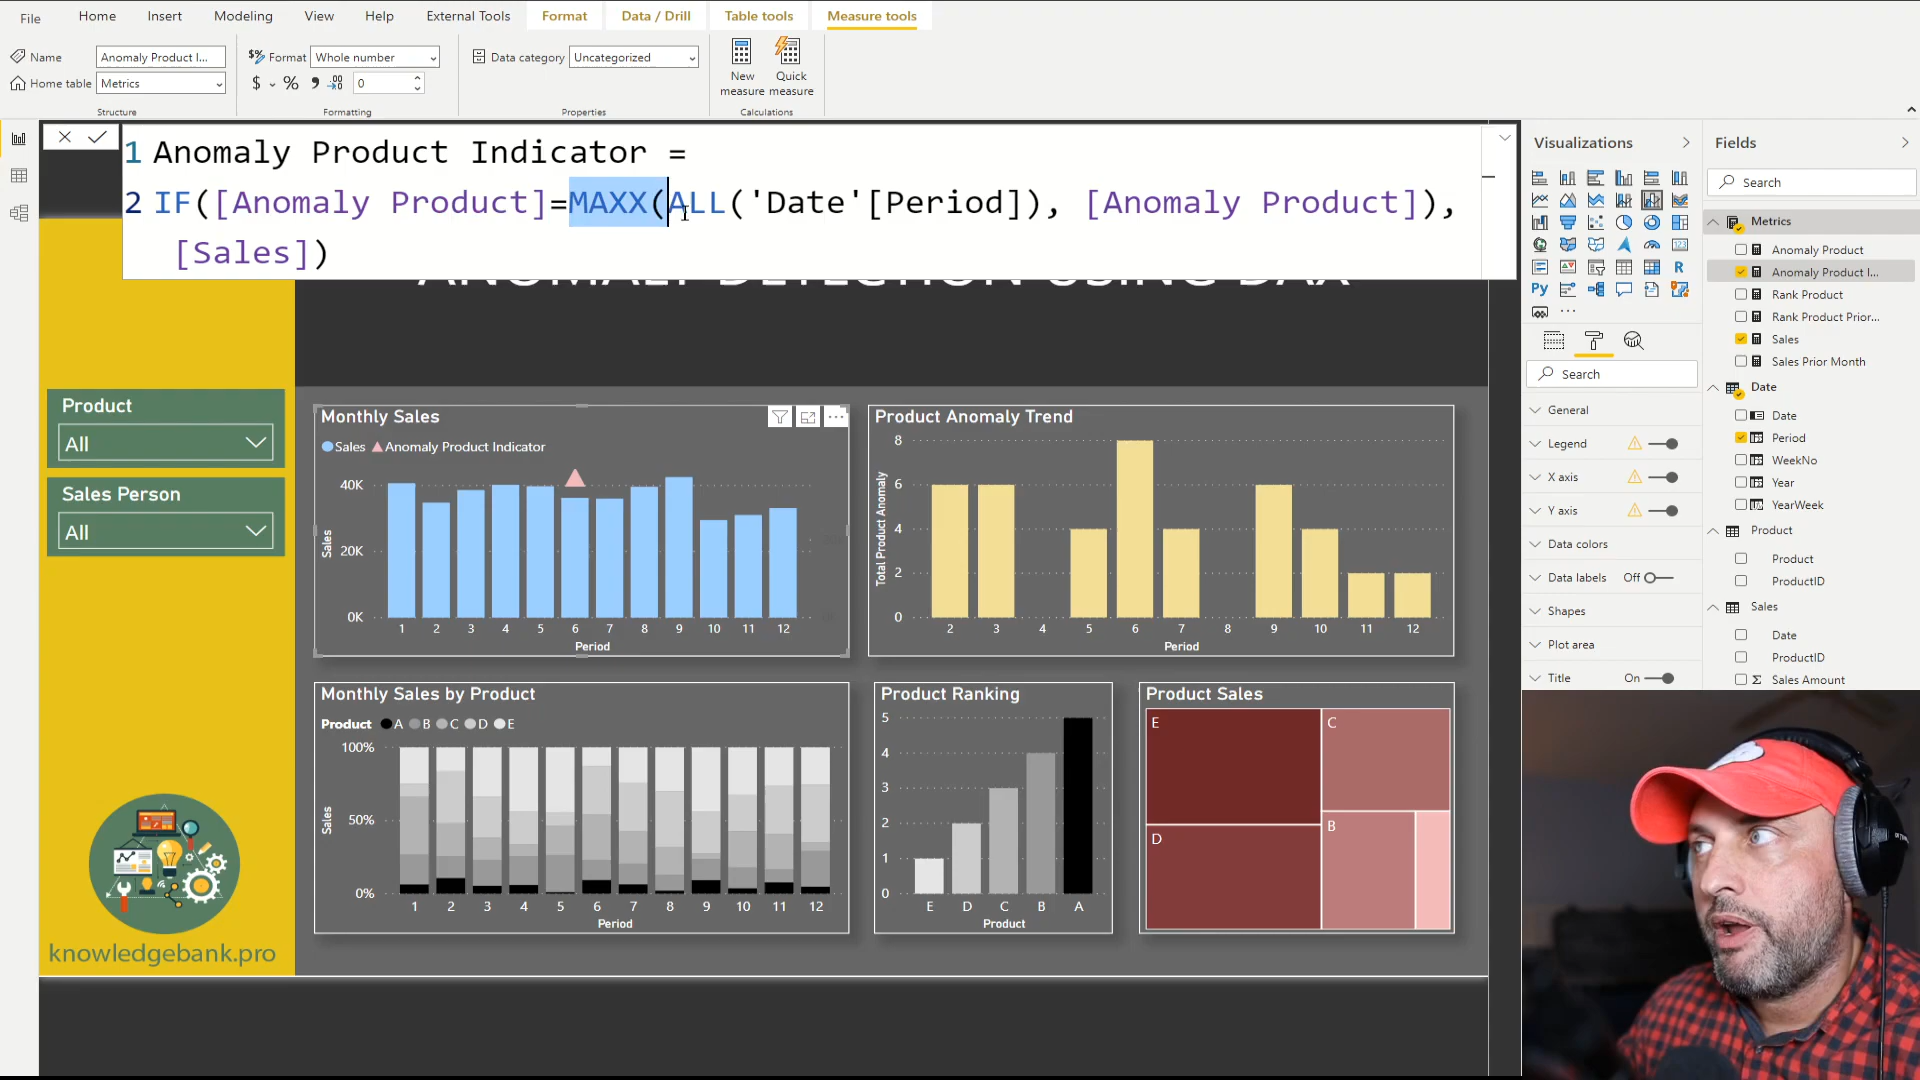 File Home Insert Modeling View Help External Tools Format Data / Drill Table tools Measure tools
Name Anomaly Product I...
Home table Metrics
Structure
Format Whole number
$ % 0
Formatting
Data category Uncategorized
Properties
New measure
Quick measure
Calculations
1 Anomaly Product Indicator =
2 IF([Anomaly Product]=MAXX(ALL('Date'[Period]), [Anomaly Product]),
[Sales])
Product
All
Sales Person
All
knowledgebank.pro
Monthly Sales
Sales Anomaly Product Indicator
40K
20K
0K
Sales
1 2 3 4 5 6 7 8 9 10 11 12
Period
Product Anomaly Trend
8
6
4
2
0
Total Product Anomaly
2 3 4 5 6 7 8 9 10 11 12
Period
Monthly Sales by Product
Product A B C D E
100%
50%
0%
Sales
1 2 3 4 5 6 7 8 9 10 11 12
Period
Product Ranking
5
4
3
2
1
0
E D C B A
Product
Product Sales
E
C
D
B
Visualizations
Py
R
Search
General
Legend
X axis
Y axis
Data colors
Data labels Off
Shapes
Plot area
Title On
Fields
Search
Metrics
Anomaly Product
Anomaly Product I...
Rank Product
Rank Product Prior...
Sales
Sales Prior Month
Date
Date
Period
WeekNo
Year
YearWeek
Product
Product
ProductID
Sales
Date
ProductID
Σ Sales Amount